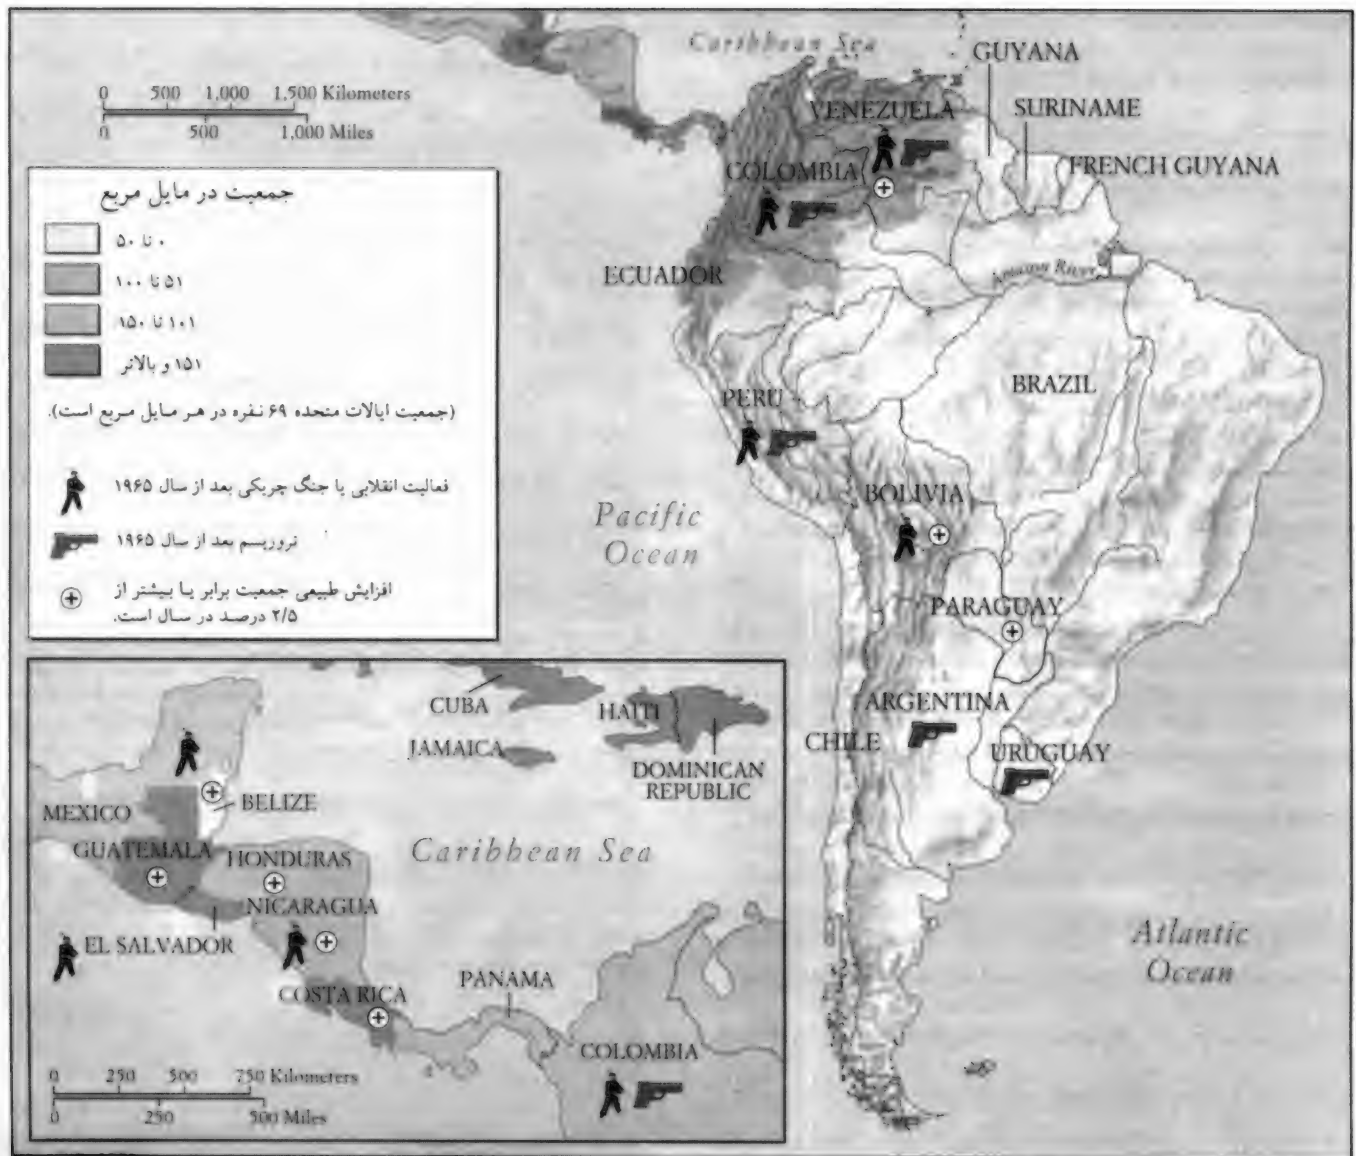 Caribbean Sea
GUYANA
SURINAME
FRENCH GUYANA
VENEZUELA
COLOMBIA
ECUADOR
Amazon River
BRAZIL
PERU
BOLIVIA
Pacific
Ocean
PARAGUAY
ARGENTINA
CHILE
URUGUAY
Atlantic
Ocean
0 500 1,000 1,500 Kilometers
0 500 1,000 Miles
جمعیت در مایل مربع
۰ تا ۵۰
۵۱ تا ۱۰۰
۱۰۱ تا ۱۵۰
۱۵۱ و بالاتر
(جمعیت ایالات متحده ۶۹ نفره در هر مایل مربع است).
فعالیت انقلابی یا جنگ چریکی بعد از سال ۱۹۶۵
تروریسم بعد از سال ۱۹۶۵
افزایش طبیعی جمعیت برابر یا بیشتر از
۲/۵ درصد در سال است.
CUBA
HAITI
JAMAICA
DOMINICAN
REPUBLIC
MEXICO
BELIZE
GUATEMALA
HONDURAS
Caribbean Sea
NICARAGUA
EL SALVADOR
COSTA RICA
PANAMA
COLOMBIA
0 250 500 750 Kilometers
0 250 500 Miles